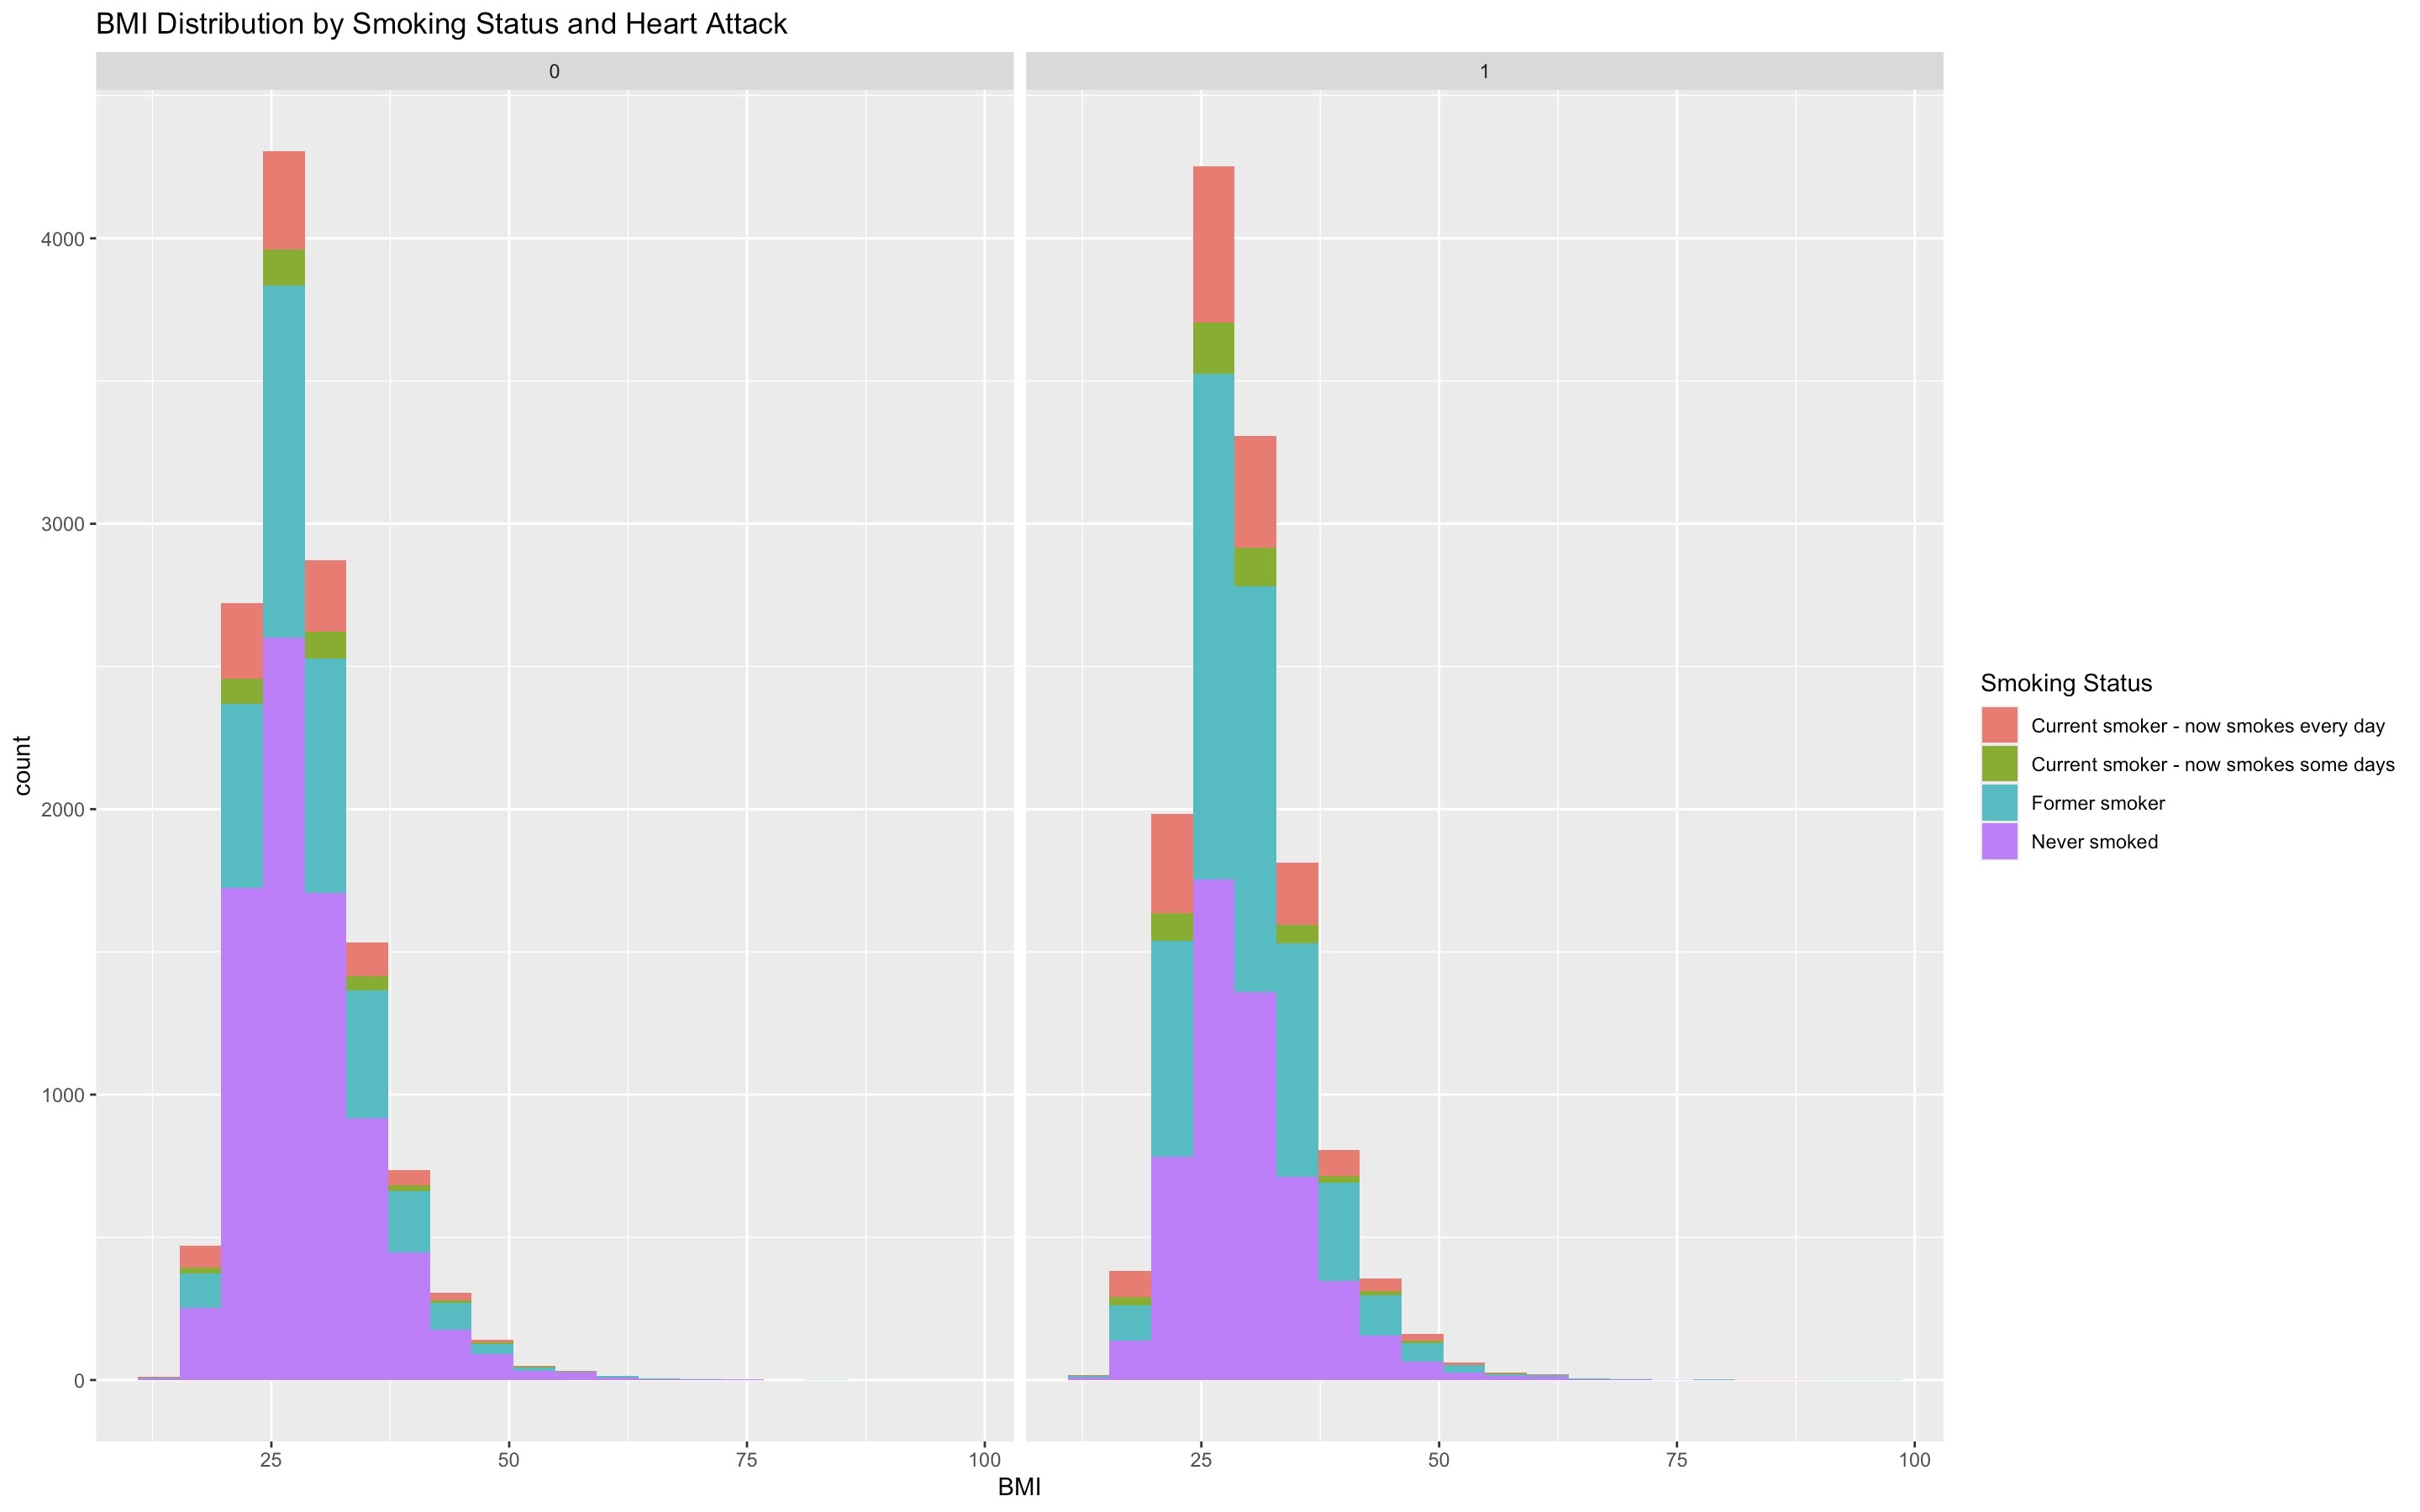 BMI Distribution by Smoking Status and Heart Attack
0
1
4000
3000
2000
1000
0
count
25
50
75
100
25
50
75
100
BMI
Smoking Status
Current smoker - now smokes every day
Current smoker - now smokes some days
Former smoker
Never smoked